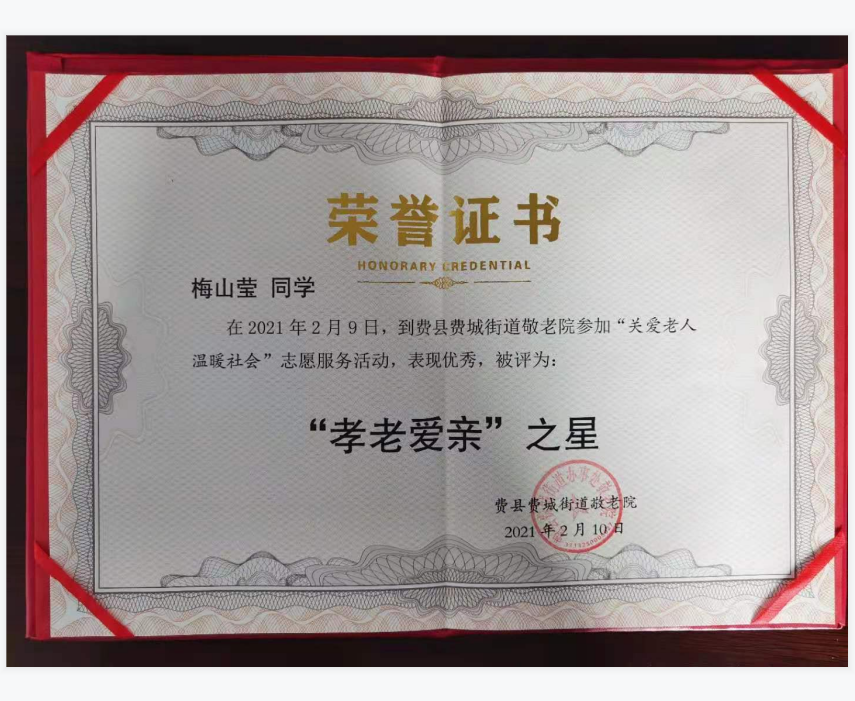 荣誉证书
HONORARY CREDENTIAL
梅山莹 同学
在 2021 年 2 月 9 日，到费县费城街道敬老院参加“关爱老人
温暖社会”志愿服务活动，表现优秀，被评为：
“孝老爱亲”之星
费县费城街道敬老院
2021 年 2 月 10 日